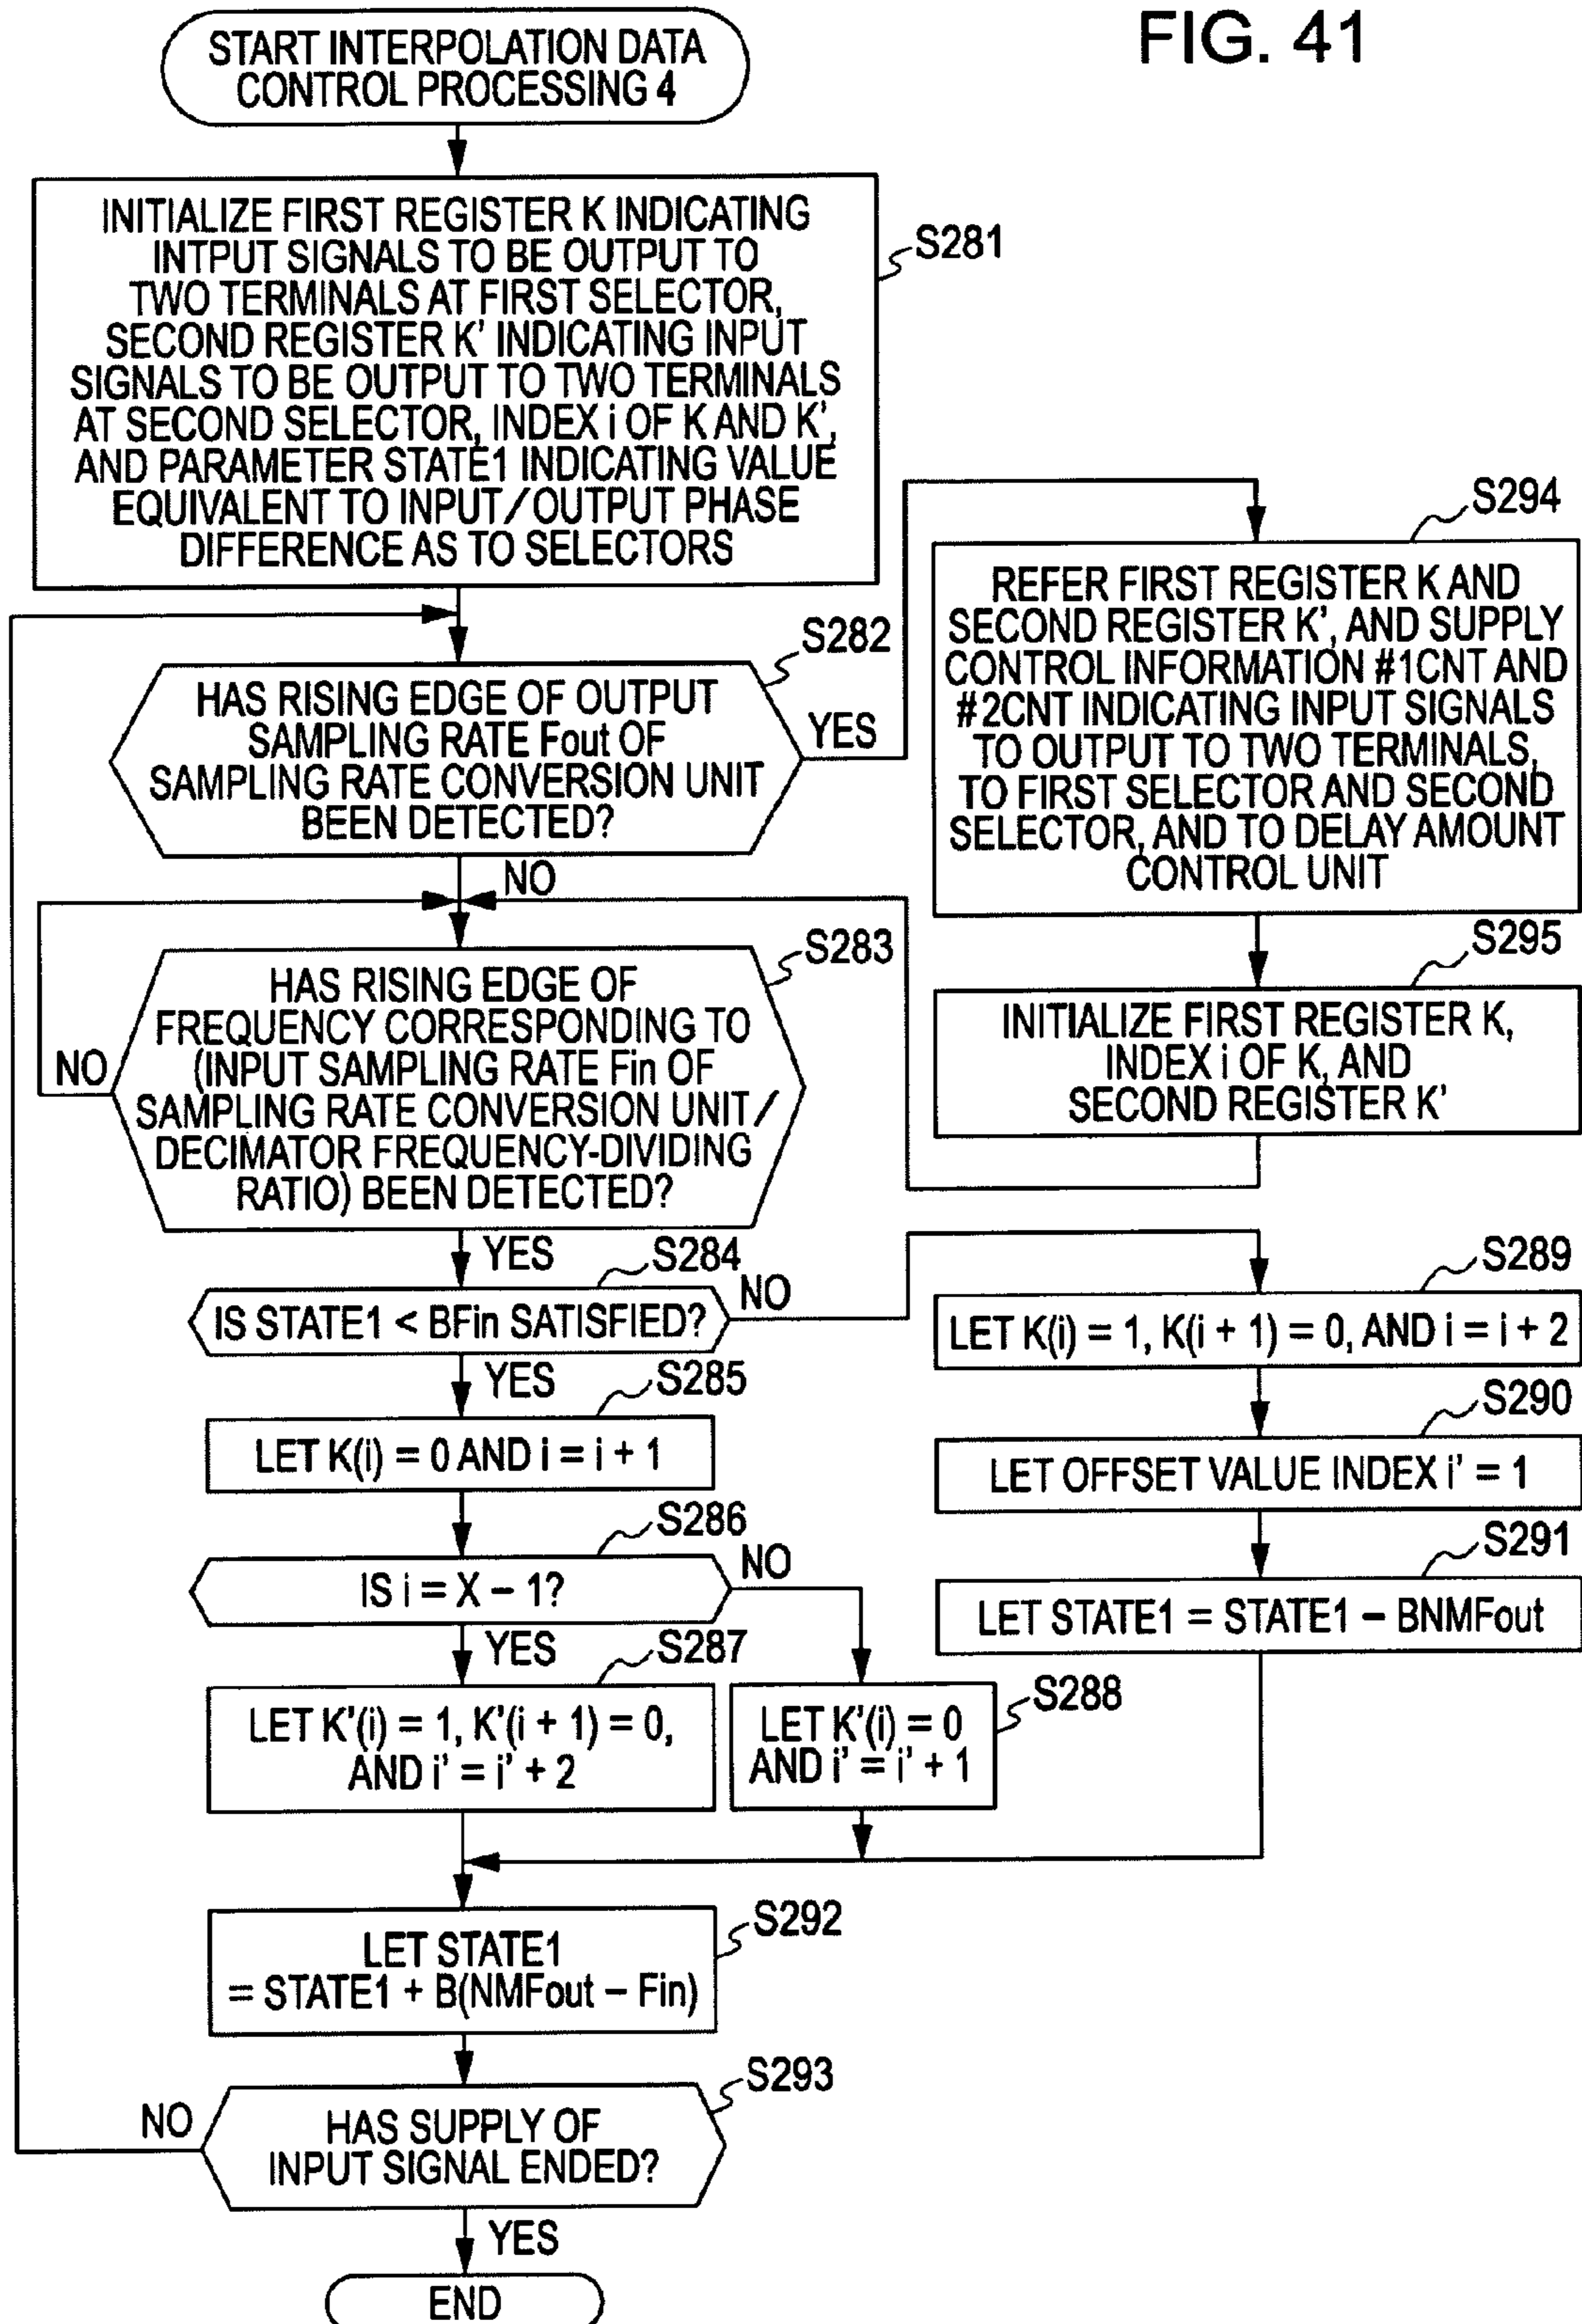 FIG. 41
START INTERPOLATION DATA
CONTROL PROCESSING 4
INITIALIZE FIRST REGISTER K INDICATING
INTPUT SIGNALS TO BE OUTPUT TO
TWO TERMINALS AT FIRST SELECTOR,
SECOND REGISTER K' INDICATING INPUT
SIGNALS TO BE OUTPUT TO TWO TERMINALS
AT SECOND SELECTOR, INDEX i OF K AND K',
AND PARAMETER STATE1 INDICATING VALUE
EQUIVALENT TO INPUT/OUTPUT PHASE
DIFFERENCE AS TO SELECTORS
S281
HAS RISING EDGE OF OUTPUT
SAMPLING RATE Fout OF
SAMPLING RATE CONVERSION UNIT
BEEN DETECTED?
S282
YES
NO
S294
REFER FIRST REGISTER K AND
SECOND REGISTER K', AND SUPPLY
CONTROL INFORMATION #1CNT AND
#2CNT INDICATING INPUT SIGNALS
TO OUTPUT TO TWO TERMINALS,
TO FIRST SELECTOR AND SECOND
SELECTOR, AND TO DELAY AMOUNT
CONTROL UNIT
S295
INITIALIZE FIRST REGISTER K,
INDEX i OF K, AND
SECOND REGISTER K'
S283
HAS RISING EDGE OF
FREQUENCY CORRESPONDING TO
(INPUT SAMPLING RATE Fin OF
SAMPLING RATE CONVERSION UNIT/
DECIMATOR FREQUENCY-DIVIDING
RATIO) BEEN DETECTED?
NO
YES
S284
IS STATE1 < BFin SATISFIED?
NO
YES
S285
LET K(i) = 0 AND i = i + 1
S286
IS i = X – 1?
NO
YES
S287
LET K'(i) = 1, K'(i + 1) = 0,
AND i' = i' + 2
S288
LET K'(i) = 0
AND i' = i' + 1
S289
LET K(i) = 1, K(i + 1) = 0, AND i = i + 2
S290
LET OFFSET VALUE INDEX i' = 1
S291
LET STATE1 = STATE1 – BNMFout
S292
LET STATE1
= STATE1 + B(NMFout – Fin)
S293
HAS SUPPLY OF
INPUT SIGNAL ENDED?
NO
YES
END